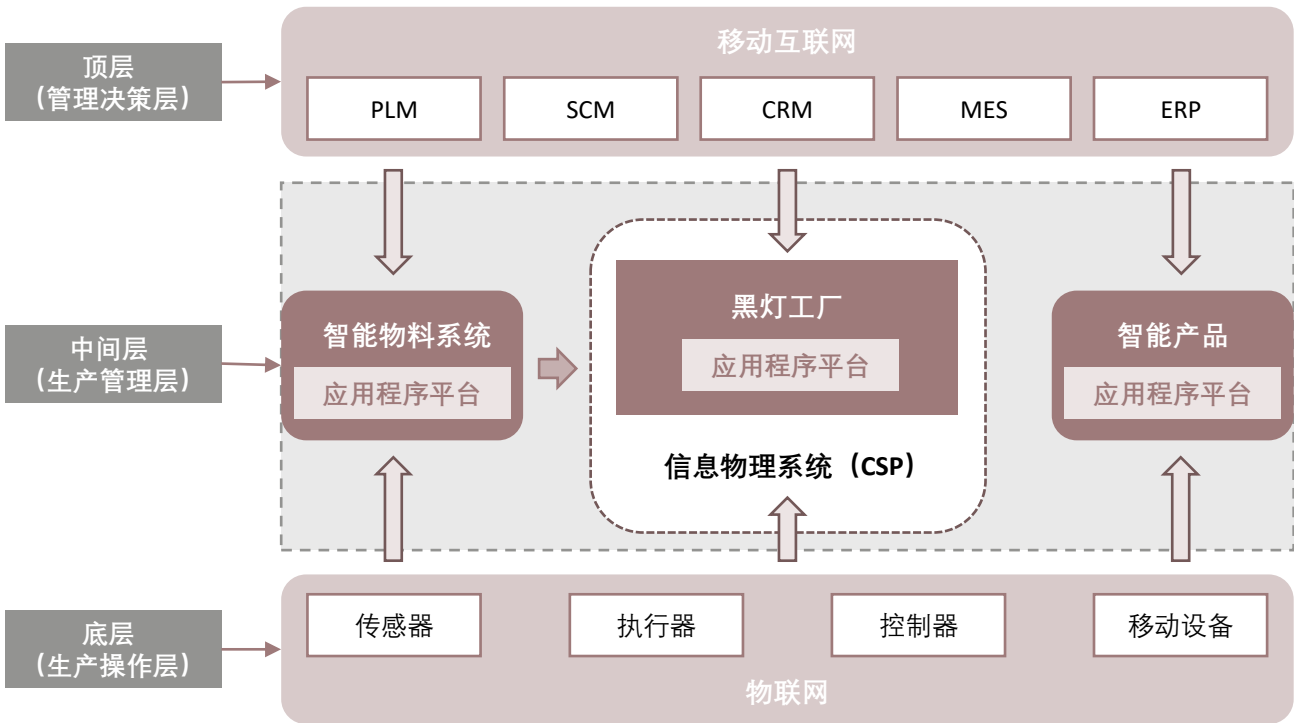 顶层
（管理决策层）
移动互联网
PLM
SCM
CRM
MES
ERP
中间层
（生产管理层）
智能物料系统
应用程序平台
黑灯工厂
应用程序平台
信息物理系统（CSP）
智能产品
应用程序平台
底层
（生产操作层）
传感器
执行器
控制器
移动设备
物联网